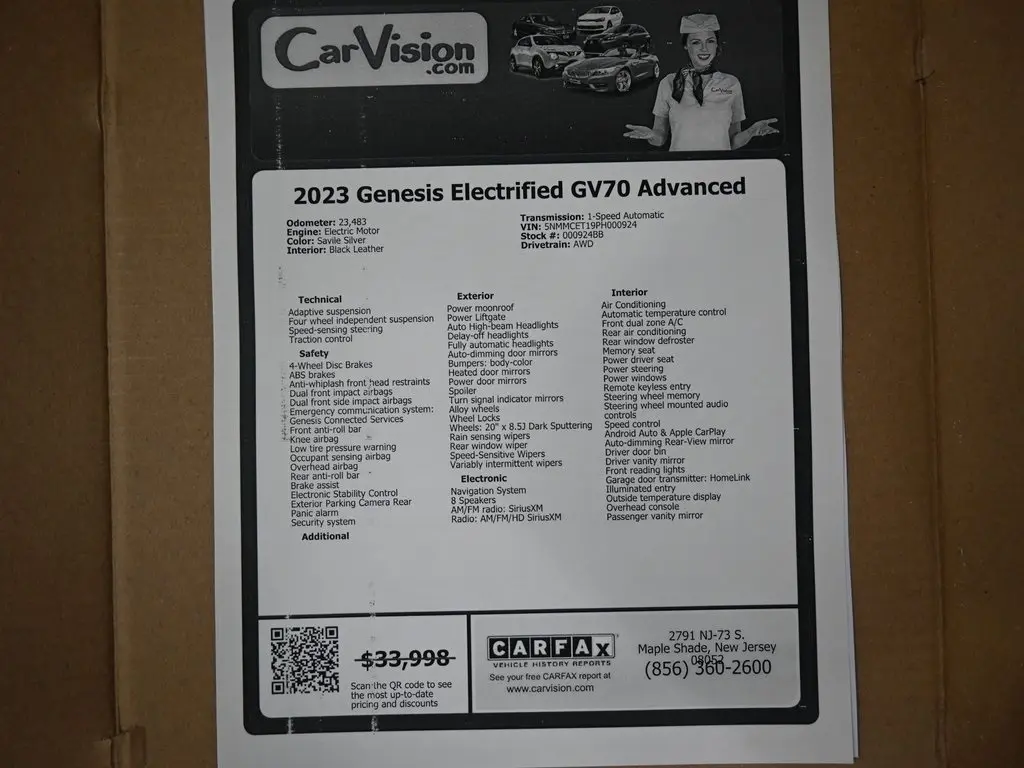 CarVision
.com
CarVision
2023 Genesis Electrified GV70 Advanced
Odometer: 23,483
Engine: Electric Motor
Color: Savile Silver
Interior: Black Leather
Transmission: 1-Speed Automatic
VIN: 5NMMCET19PH000924
Stock #: 000924BB
Drivetrain: AWD
Technical
Adaptive suspension
Four wheel independent suspension
Speed-sensing steering
Traction control
Safety
4-Wheel Disc Brakes
ABS brakes
Anti-whiplash front head restraints
Dual front impact airbags
Dual front side impact airbags
Emergency communication system:
Genesis Connected Services
Front anti-roll bar
Knee airbag
Low tire pressure warning
Occupant sensing airbag
Overhead airbag
Rear anti-roll bar
Brake assist
Electronic Stability Control
Exterior Parking Camera Rear
Panic alarm
Security system
Additional
Exterior
Power moonroof
Power Liftgate
Auto High-beam Headlights
Delay-off headlights
Fully automatic headlights
Auto-dimming door mirrors
Bumpers: body-color
Heated door mirrors
Power door mirrors
Spoiler
Turn signal indicator mirrors
Alloy wheels
Wheel Locks
Wheels: 20" x 8.5J Dark Sputtering
Rain sensing wipers
Rear window wiper
Speed-Sensitive Wipers
Variably intermittent wipers
Electronic
Navigation System
8 Speakers
AM/FM radio: SiriusXM
Radio: AM/FM/HD SiriusXM
Interior
Air Conditioning
Automatic temperature control
Front dual zone A/C
Rear air conditioning
Rear window defroster
Memory seat
Power driver seat
Power steering
Power windows
Remote keyless entry
Steering wheel memory
Steering wheel mounted audio
controls
Speed control
Android Auto & Apple CarPlay
Auto-dimming Rear-View mirror
Driver door bin
Driver vanity mirror
Front reading lights
Garage door transmitter: HomeLink
Illuminated entry
Outside temperature display
Overhead console
Passenger vanity mirror
$33,998
Scan the QR code to see
the most up-to-date
pricing and discounts
CARFAX
VEHICLE HISTORY REPORTS
See your free CARFAX report at
www.carvision.com
2791 NJ-73 S.
Maple Shade, New Jersey
08052
(856) 360-2600